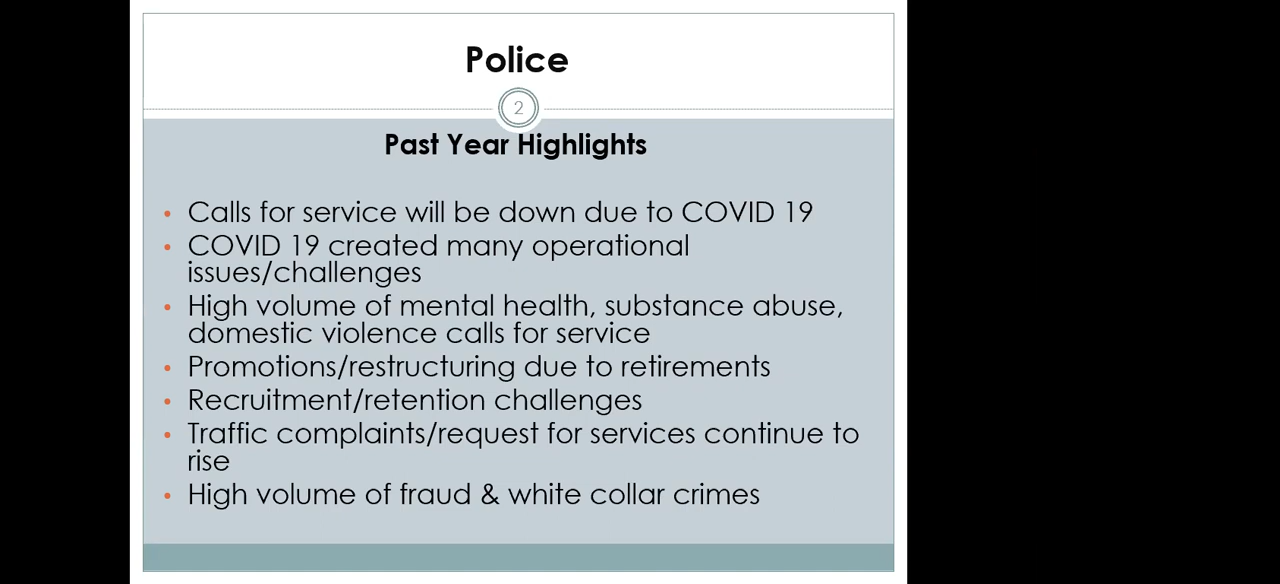 Police
2
Past Year Highlights
• Calls for service will be down due to COVID 19
• COVID 19 created many operational
issues/challenges
• High volume of mental health, substance abuse,
domestic violence calls for service
• Promotions/restructuring due to retirements
• Recruitment/retention challenges
• Traffic complaints/request for services continue to
rise
• High volume of fraud & white collar crimes